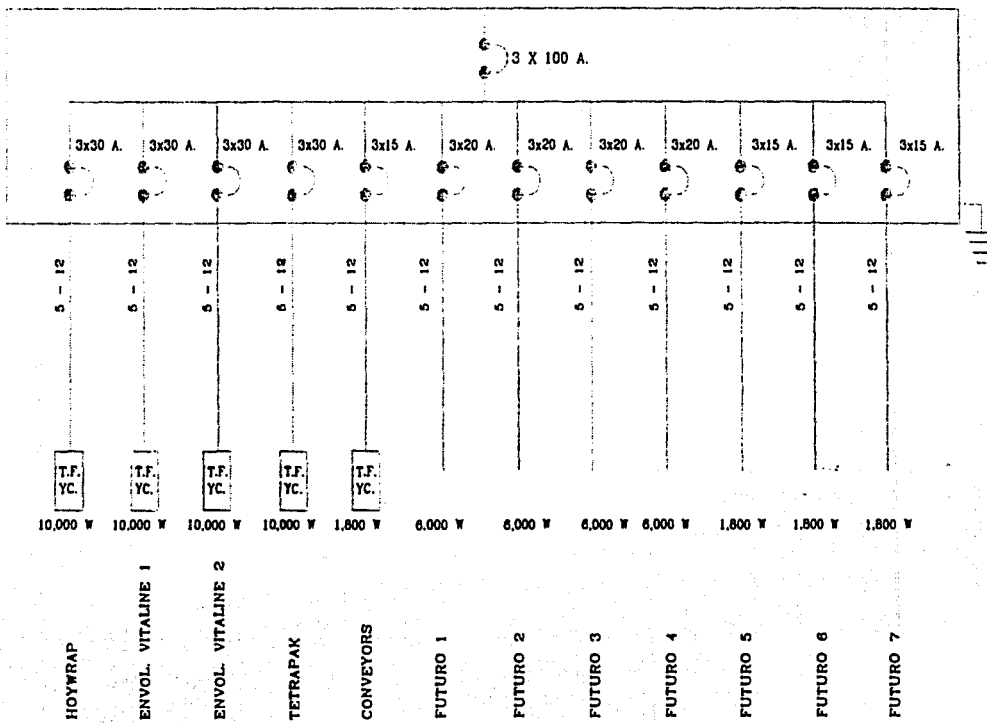 3 X 100 A.
3x30 A. 3x30 A. 3x30 A. 3x30 A. 3x15 A. 3x20 A. 3x20 A. 3x20 A. 3x20 A. 3x15 A. 3x15 A. 3x15 A.
5 - 12 5 - 12 5 - 12 5 - 12 5 - 12 5 - 12 5 - 12 5 - 12 5 - 12 5 - 12 5 - 12 5 - 12
T.F. T.F. T.F. T.F. T.F.
YC. YC. YC. YC. YC.
10,000 W 10,000 W 10,000 W 10,000 W 1,800 W 6,000 W 6,000 W 6,000 W 6,000 W 1,800 W 1,800 W 1,800 W
HOYWRAP
ENVOL. VITALINE 1
ENVOL. VITALINE 2
TETRAPAK
CONVEYORS
FUTURO 1
FUTURO 2
FUTURO 3
FUTURO 4
FUTURO 5
FUTURO 6
FUTURO 7